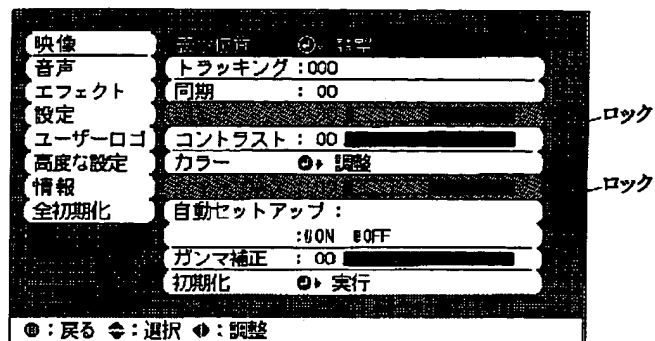 映像
音声
エフェクト
設定
ユーザーロゴ
高度な設定
情報
全初期化
トラッキング :000
同期 : 00
ロック
コントラスト : 00
カラー 調整
ロック
自動セットアップ :
:ON OFF
ガンマ補正 : 00
初期化 実行
:戻る :選択 :調整